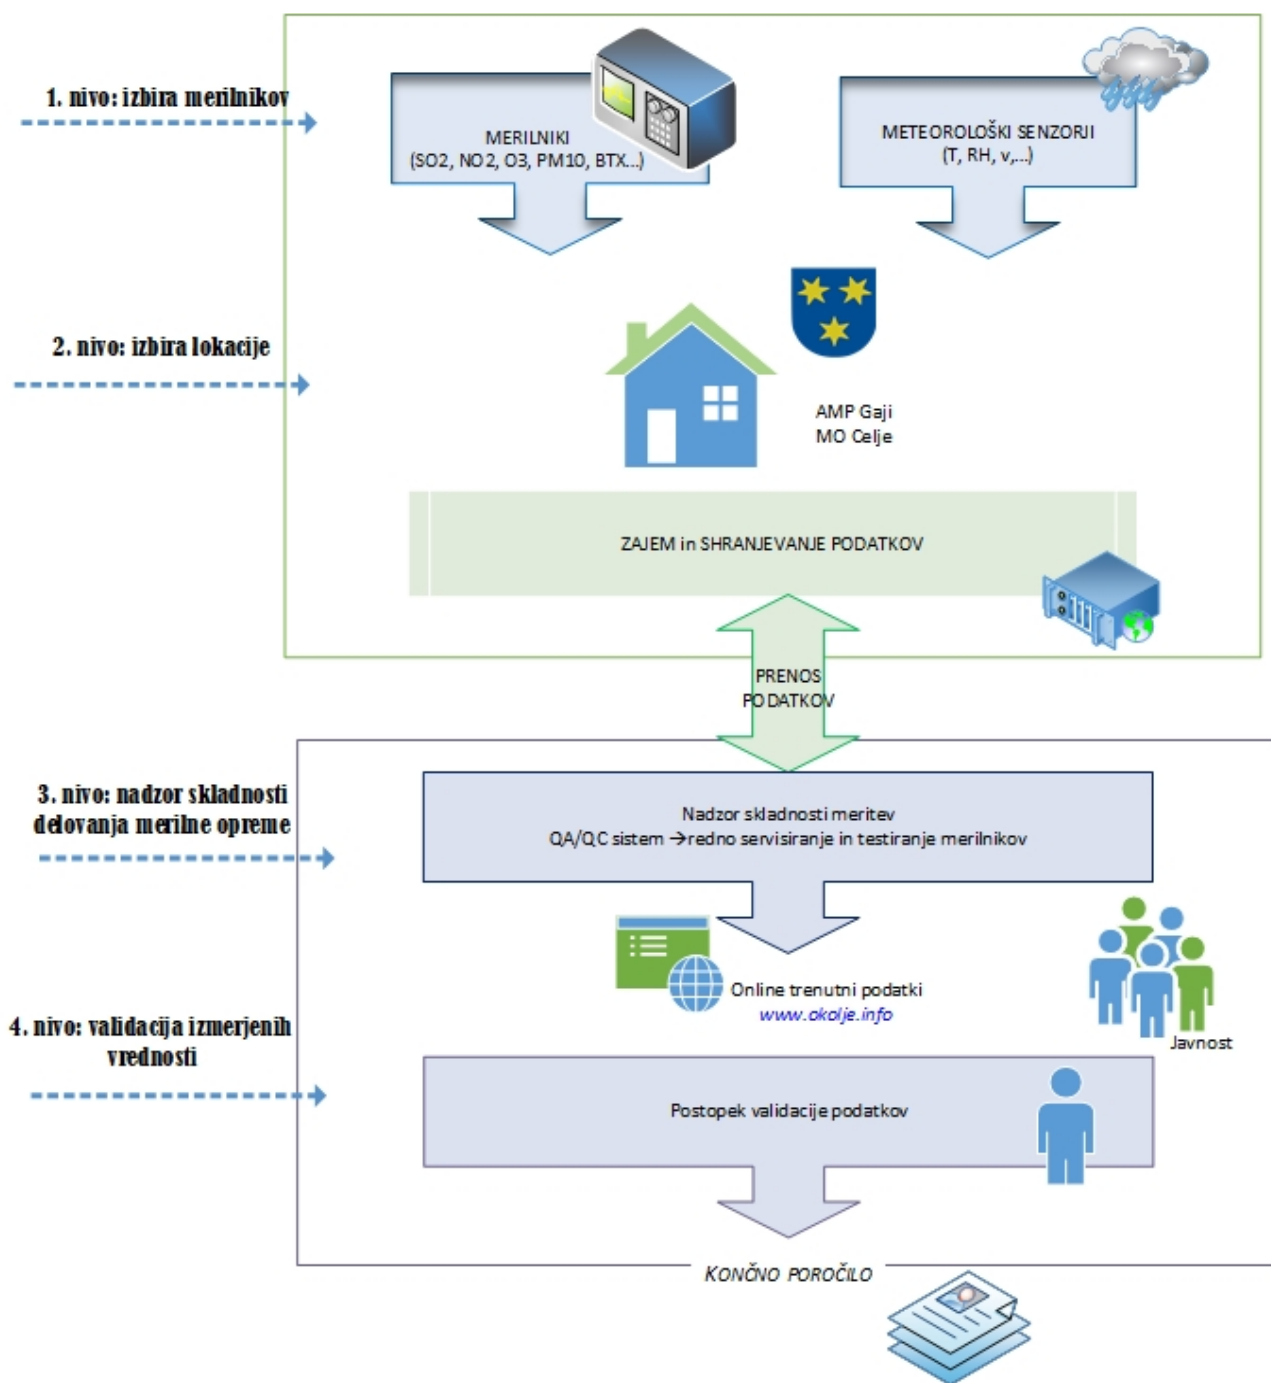 1. nivo: izbira merilnikov
MERILNIKI
(SO2, NO2, O3, PM10, BTX...)
METEOROLOŠKI SENZORJI
(T, RH, v,...)
2. nivo: izbira lokacije
AMP Gaji
MO Celje
ZAJEM in SHRANJEVANJE PODATKOV
PRENOS
PODATKOV
3. nivo: nadzor skladnosti
delovanja merilne opreme
Nadzor skladnosti meritev
QA/QC sistem →redno servisiranje in testiranje merilnikov
Online trenutni podatki
www.okolje.info
Javnost
4. nivo: validacija izmerjenih
vrednosti
Postopek validacije podatkov
KONČNO POROČILO